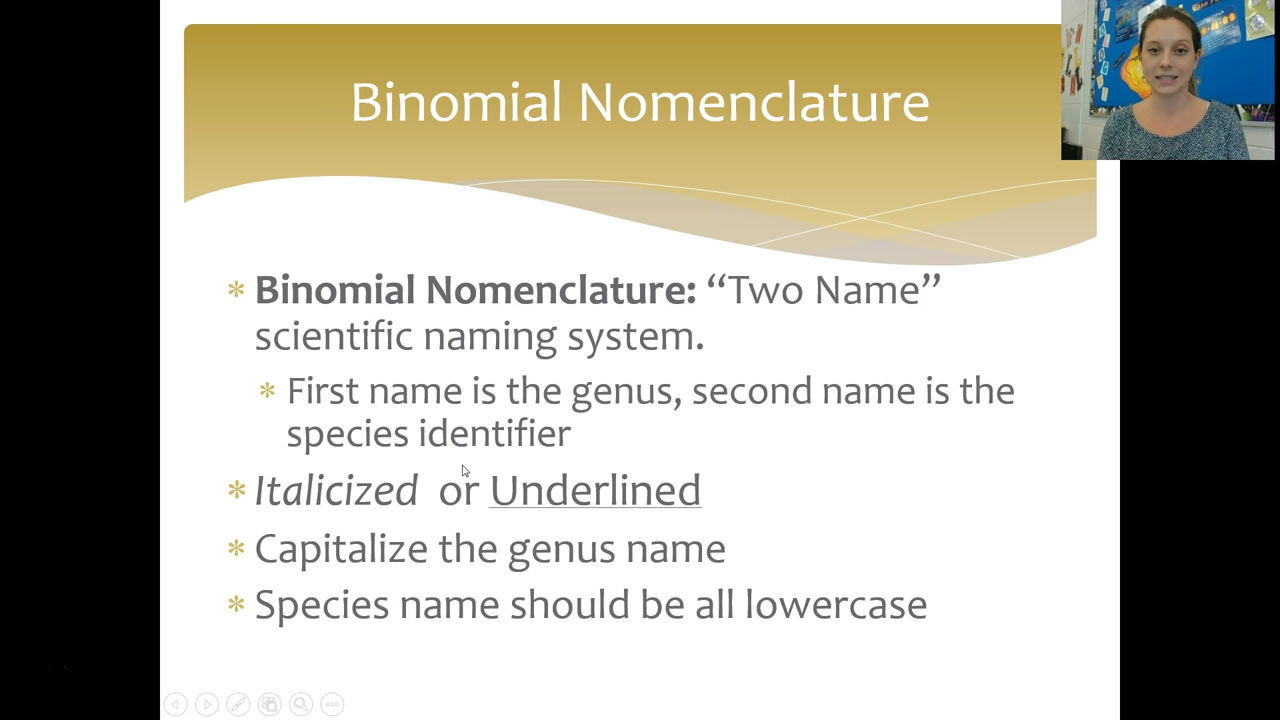 Binomial Nomenclature
* Binomial Nomenclature: “Two Name”
scientific naming system.
* First name is the genus, second name is the
species identifier
* Italicized or Underlined
* Capitalize the genus name
* Species name should be all lowercase